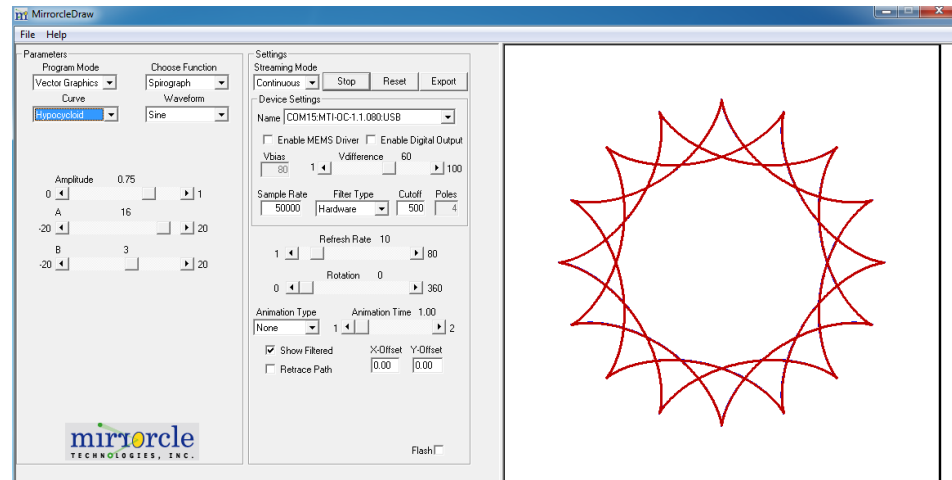 MirrorcleDraw
File Help
Parameters
Program Mode Choose Function
Vector Graphics Spirograph
Curve Waveform
Hypocycloid Sine
Amplitude 0.75
0 1
A 16
-20 20
B 3
-20 20
mirrorcle
TECHNOLOGIES, INC.
Settings
Streaming Mode
Continuous Stop Reset Export
Device Settings
Name COM15:MTI-OC-1.1.080:USB
Enable MEMS Driver Enable Digital Output
Vbias Vdifference 60
80 1 100
Sample Rate Filter Type Cutoff Poles
50000 Hardware 500 4
Refresh Rate 10
1 80
Rotation 0
0 360
Animation Type Animation Time 1.00
None 1 2
Show Filtered X-Offset Y-Offset
Retrace Path 0.00 0.00
Flash